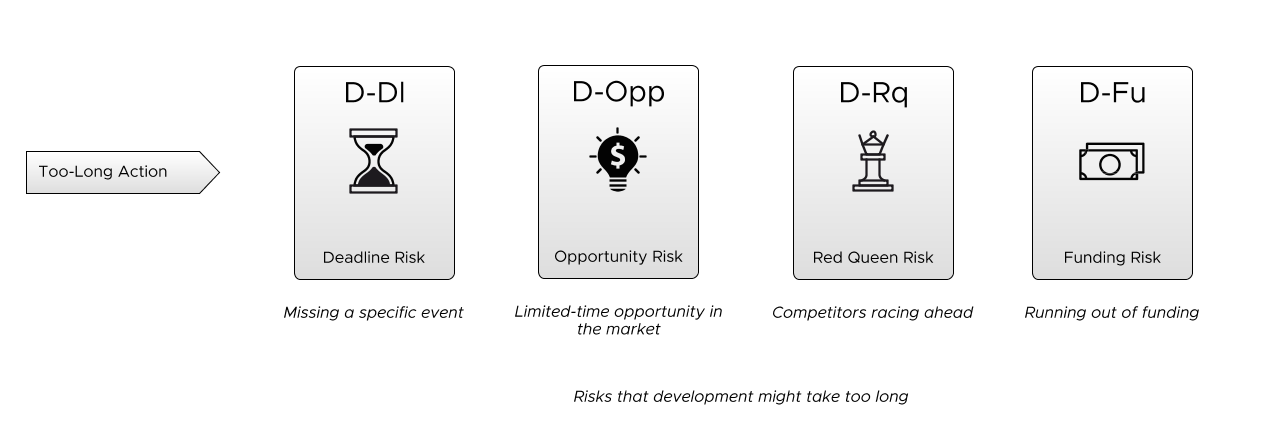 Too-Long Action
D-Dl
Deadline Risk
Missing a specific event
D-Opp
$
Opportunity Risk
Limited-time opportunity in
the market
D-Rq
Red Queen Risk
Competitors racing ahead
D-Fu
Funding Risk
Running out of funding
Risks that development might take too long